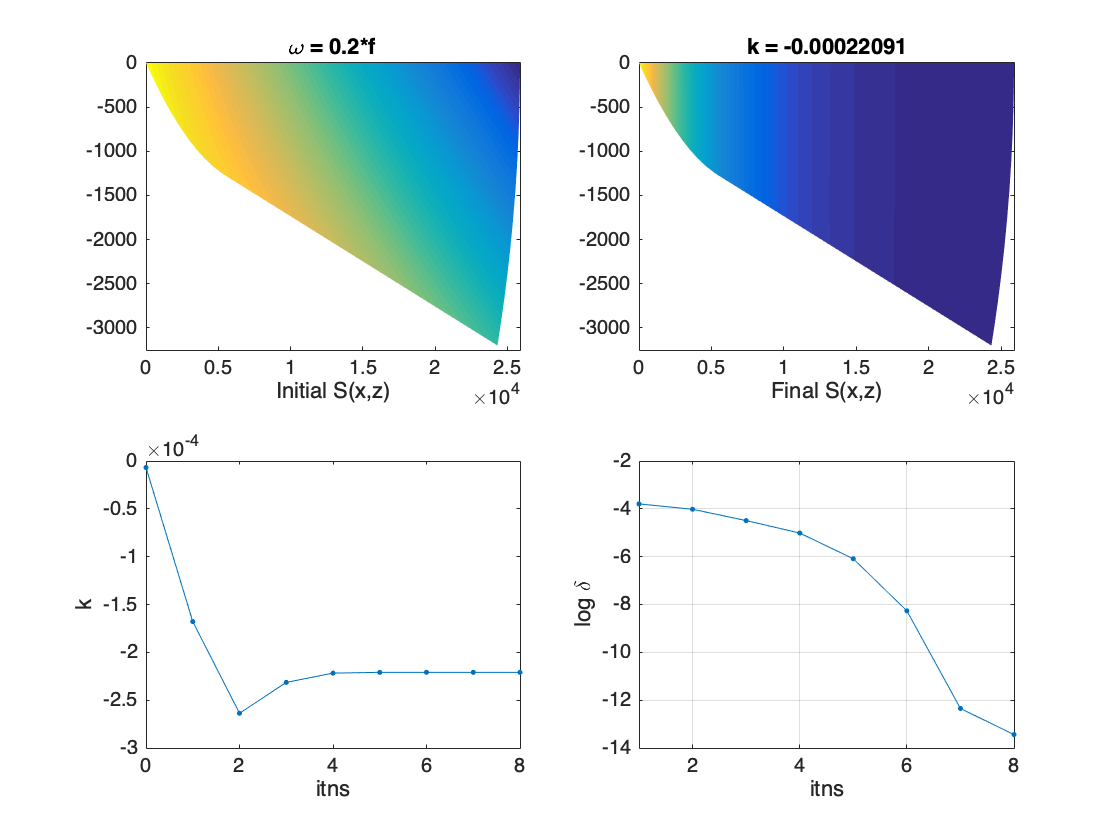 ω = 0.2*f
0
-500
-1000
-1500
-2000
-2500
-3000
0 0.5 1 1.5 2 2.5
Initial S(x,z)
×10^4
k = -0.00022091
0
-500
-1000
-1500
-2000
-2500
-3000
0 0.5 1 1.5 2 2.5
Final S(x,z)
×10^4
×10^-4
0
-0.5
-1
-1.5
-2
-2.5
-3
k
0 2 4 6 8
itns
-2
-4
-6
-8
-10
-12
-14
log δ
2 4 6 8
itns